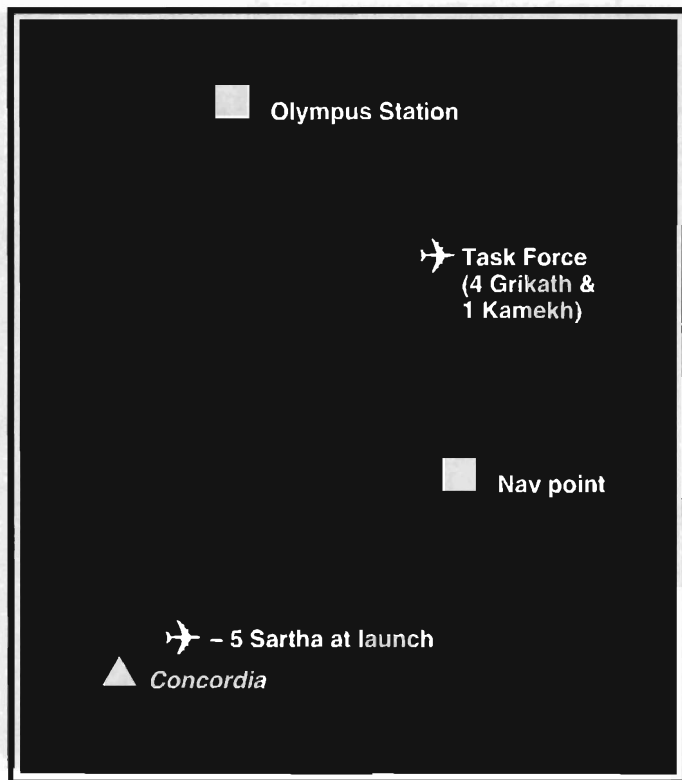 Olympus Station
Task Force
(4 Grikath &
1 Kamekh)
Nav point
– 5 Sartha at launch
Concordia